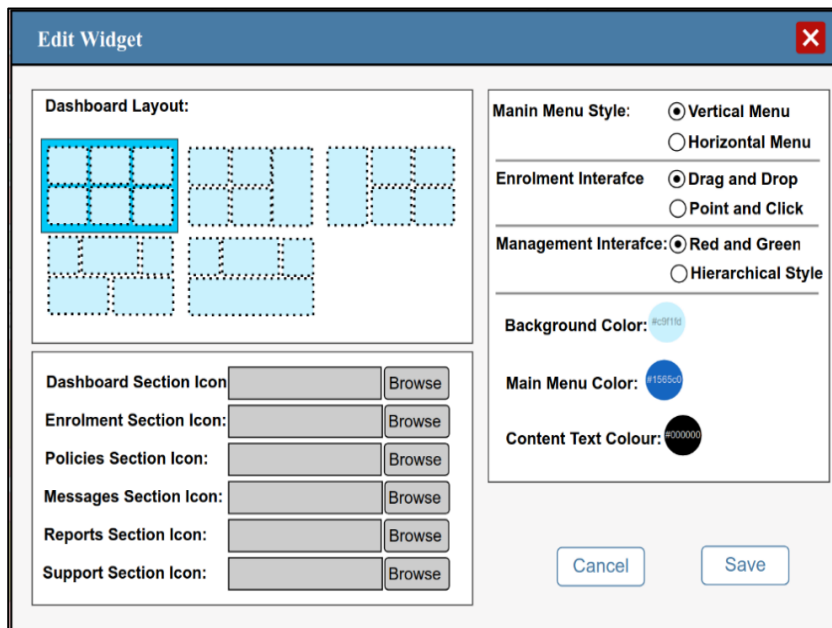 Edit Widget
Dashboard Layout:
Manin Menu Style:
Vertical Menu
Horizontal Menu
Enrolment Interafce
Drag and Drop
Point and Click
Management Interafce:
Red and Green
Hierarchical Style
Background Color:
#c9f1fd
Main Menu Color:
#1565c0
Content Text Colour:
#000000
Dashboard Section Icon
Browse
Enrolment Section Icon:
Browse
Policies Section Icon:
Browse
Messages Section Icon:
Browse
Reports Section Icon:
Browse
Support Section Icon:
Browse
Cancel
Save